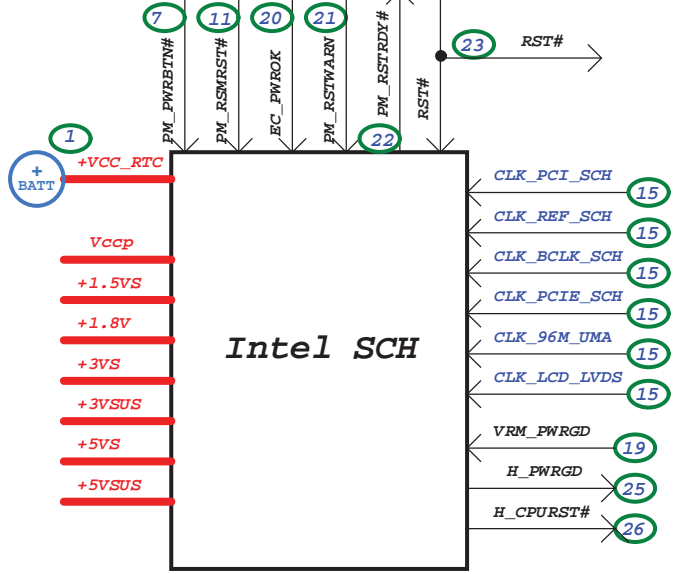 7
11
20
21
23
RST#
PM_PWRBTN#
PM_RSMRST#
EC_PWROK
PM_RSTWARN
PM_RSTRDY#
RST#
22
1
+
BATT
+VCC_RTC
Vccp
+1.5VS
+1.8V
+3VS
+3VSUS
+5VS
+5VSUS
Intel SCH
CLK_PCI_SCH
15
CLK_REF_SCH
15
CLK_BCLK_SCH
15
CLK_PCIE_SCH
15
CLK_96M_UMA
15
CLK_LCD_LVDS
15
VRM_PWRGD
19
H_PWRGD
25
H_CPURST#
26